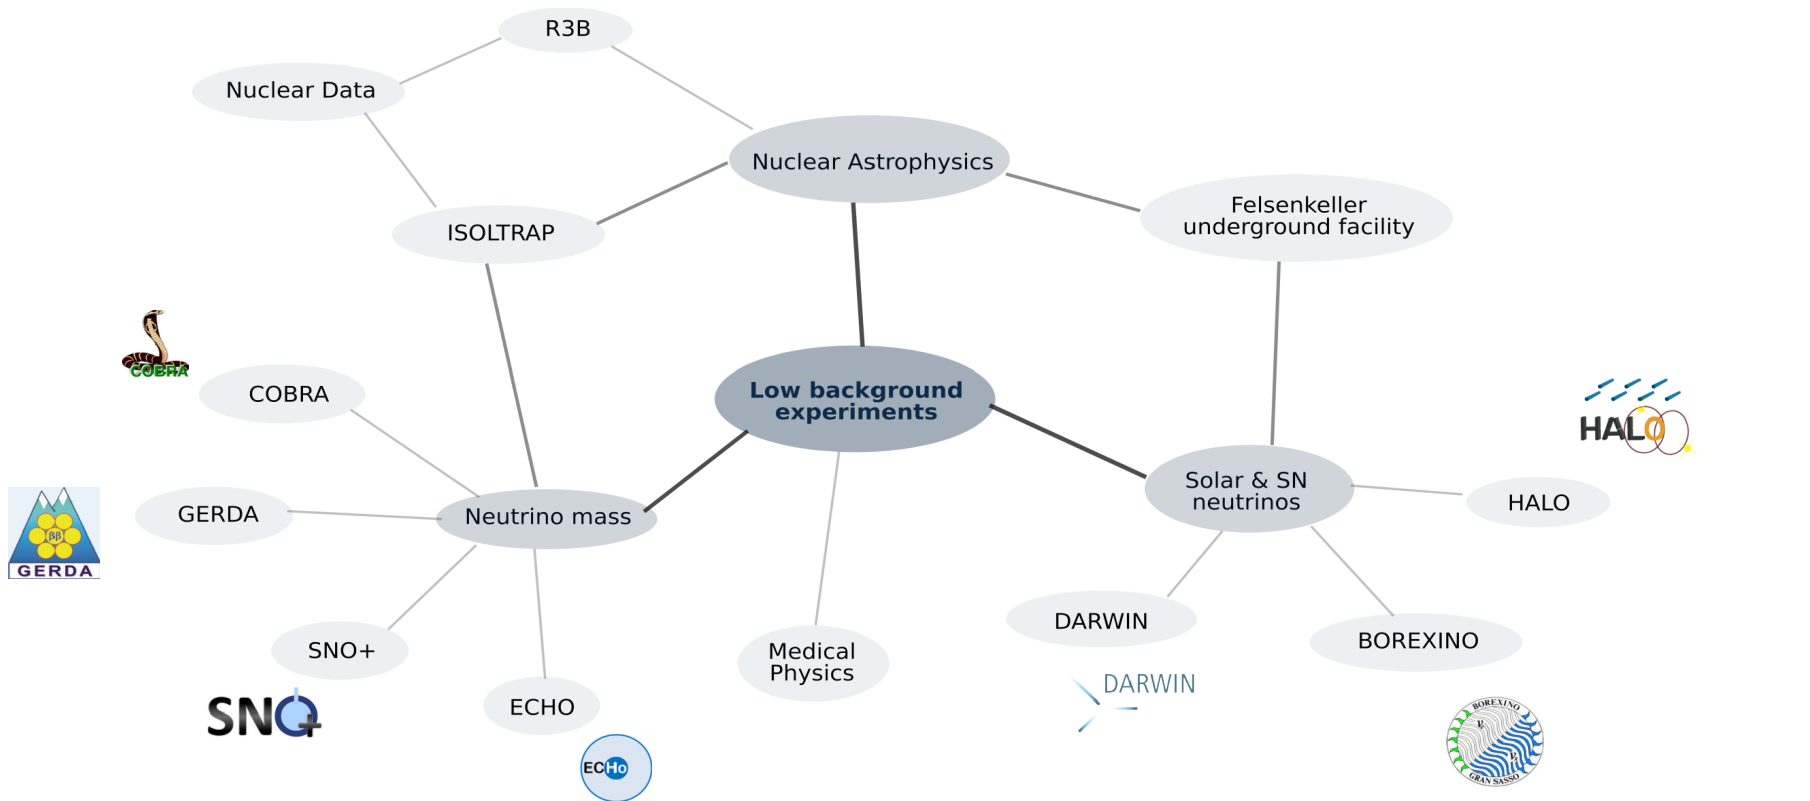 R3B
Nuclear Data
Nuclear Astrophysics
Felsenkeller
underground facility
ISOLTRAP
COBRA
COBRA
Low background
experiments
HALO
Solar & SN
neutrinos
HALO
GERDA
Neutrino mass
ββ
GERDA
DARWIN
BOREXINO
SNO+
Medical
Physics
DARWIN
SNO+
ECHO
BOREXINO
ν
ν
GRAN SASSO
ECHo